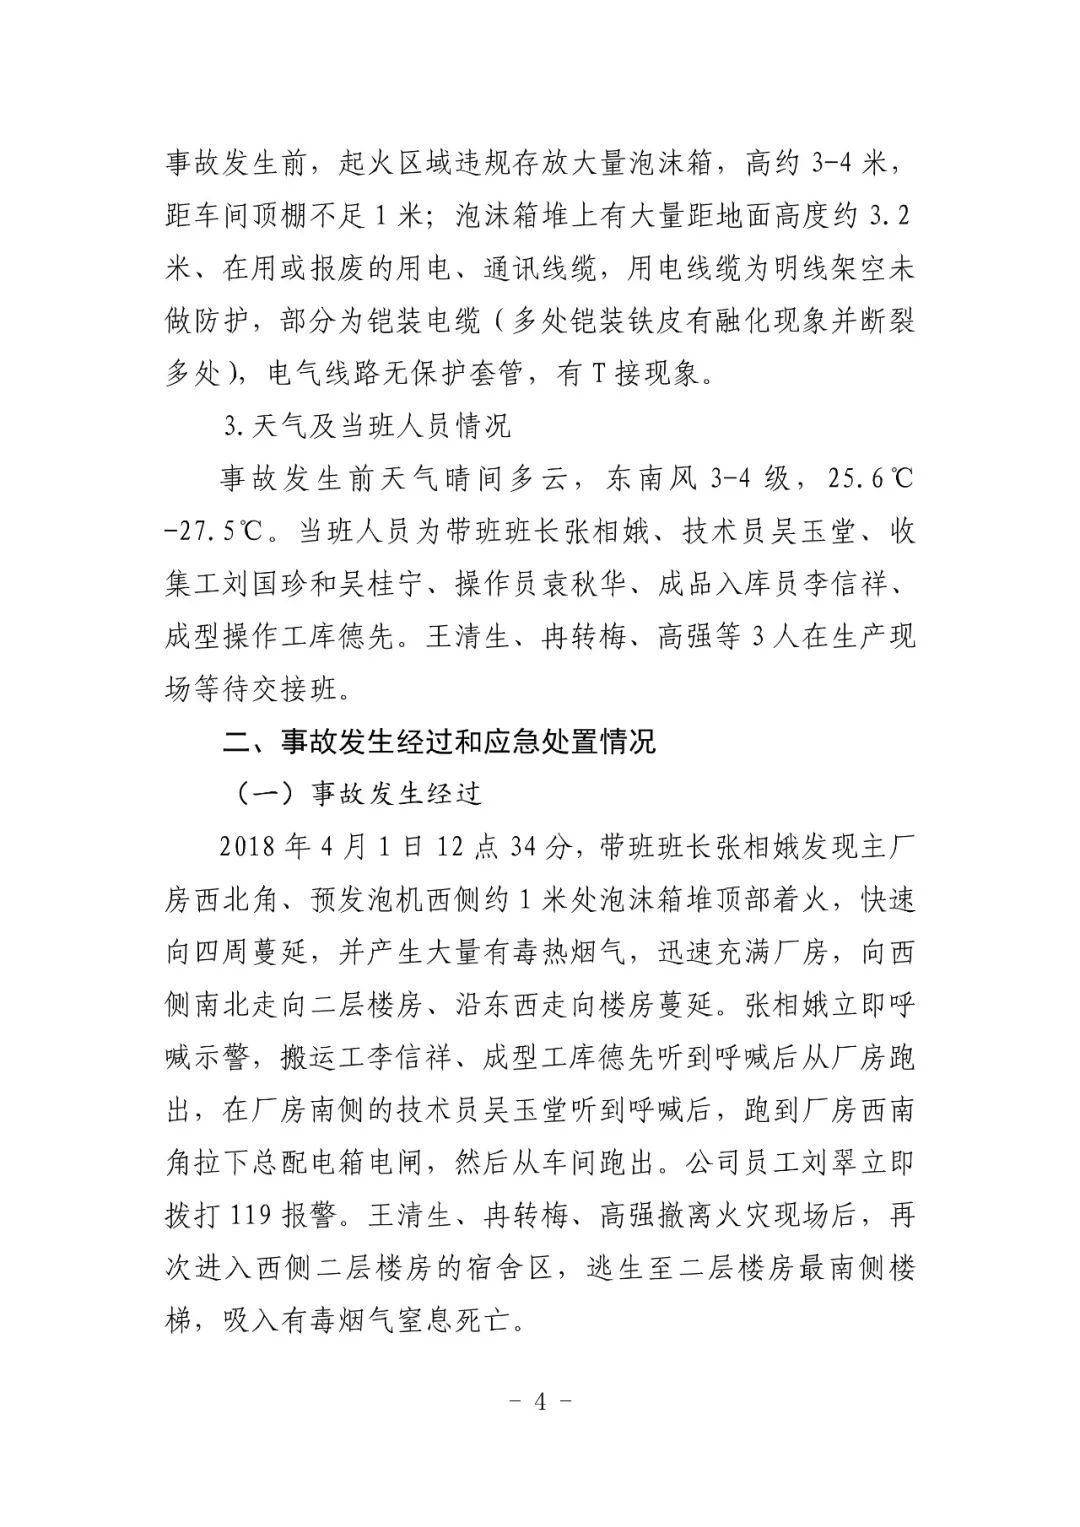 事故发生前，起火区域违规存放大量泡沫箱，高约 3-4 米，
距车间顶棚不足 1 米；泡沫箱堆上有大量距地面高度约 3.2
米、在用或报废的用电、通讯线缆，用电线缆为明线架空未
做防护，部分为铠装电缆（多处铠装铁皮有融化现象并断裂
多处），电气线路无保护套管，有 T 接现象。
3.天气及当班人员情况
事故发生前天气晴间多云，东南风 3-4 级，25.6℃
-27.5℃。当班人员为带班班长张相娥、技术员吴玉堂、收
集工刘国珍和吴桂宁、操作员袁秋华、成品入库员李信祥、
成型操作工库德先。王清生、冉转梅、高强等 3 人在生产现
场等待交接班。
二、事故发生经过和应急处置情况
（一）事故发生经过
2018 年 4 月 1 日 12 点 34 分，带班班长张相娥发现主厂
房西北角、预发泡机西侧约 1 米处泡沫箱堆顶部着火，快速
向四周蔓延，并产生大量有毒热烟气，迅速充满厂房，向西
侧南北走向二层楼房、沿东西走向楼房蔓延。张相娥立即呼
喊示警，搬运工李信祥、成型工库德先听到呼喊后从厂房跑
出，在厂房南侧的技术员吴玉堂听到呼喊后，跑到厂房西南
角拉下总配电箱电闸，然后从车间跑出。公司员工刘翠立即
拨打 119 报警。王清生、冉转梅、高强撤离火灾现场后，再
次进入西侧二层楼房的宿舍区，逃生至二层楼房最南侧楼
梯，吸入有毒烟气窒息死亡。
- 4 -